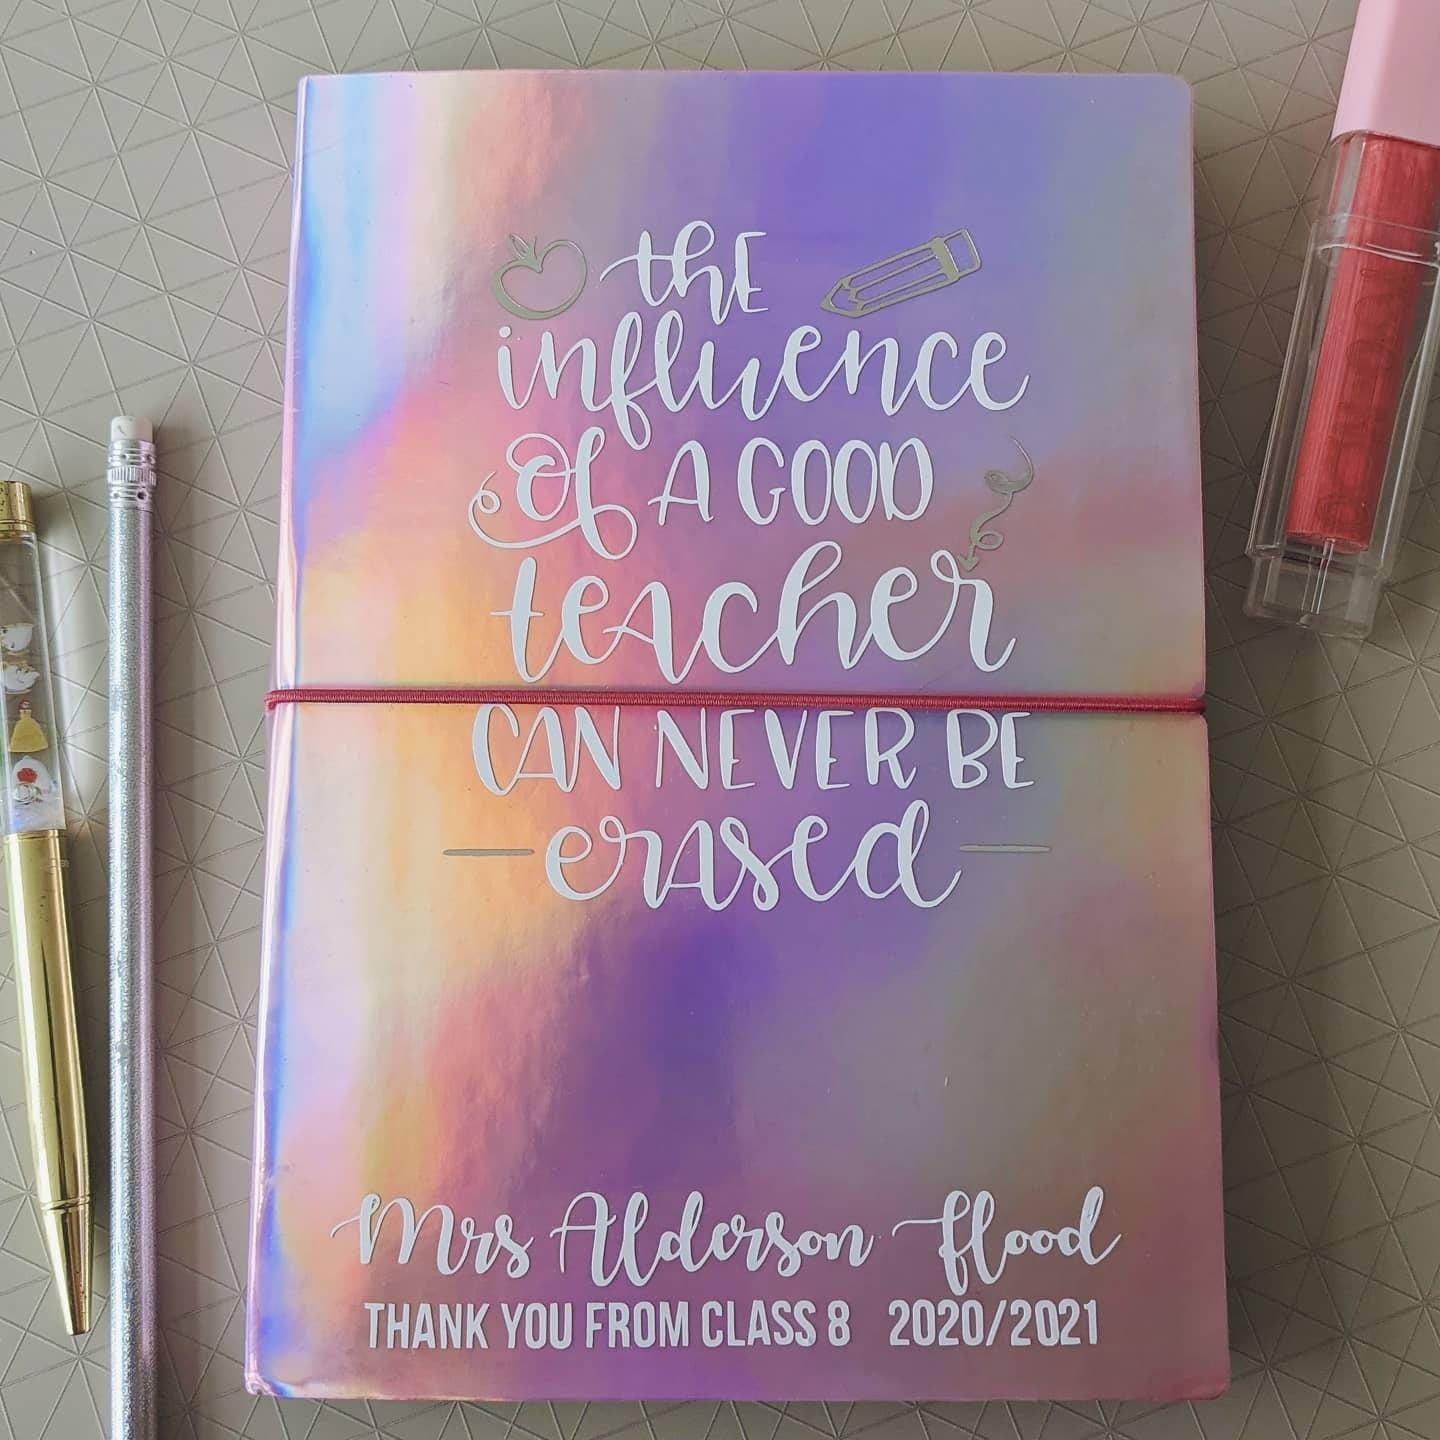 the
influence
of A GOOD
teAcher
CAN NEVER BE
erAsed
Mrs Alderson flood
THANK YOU FROM CLASS 8 2020/2021